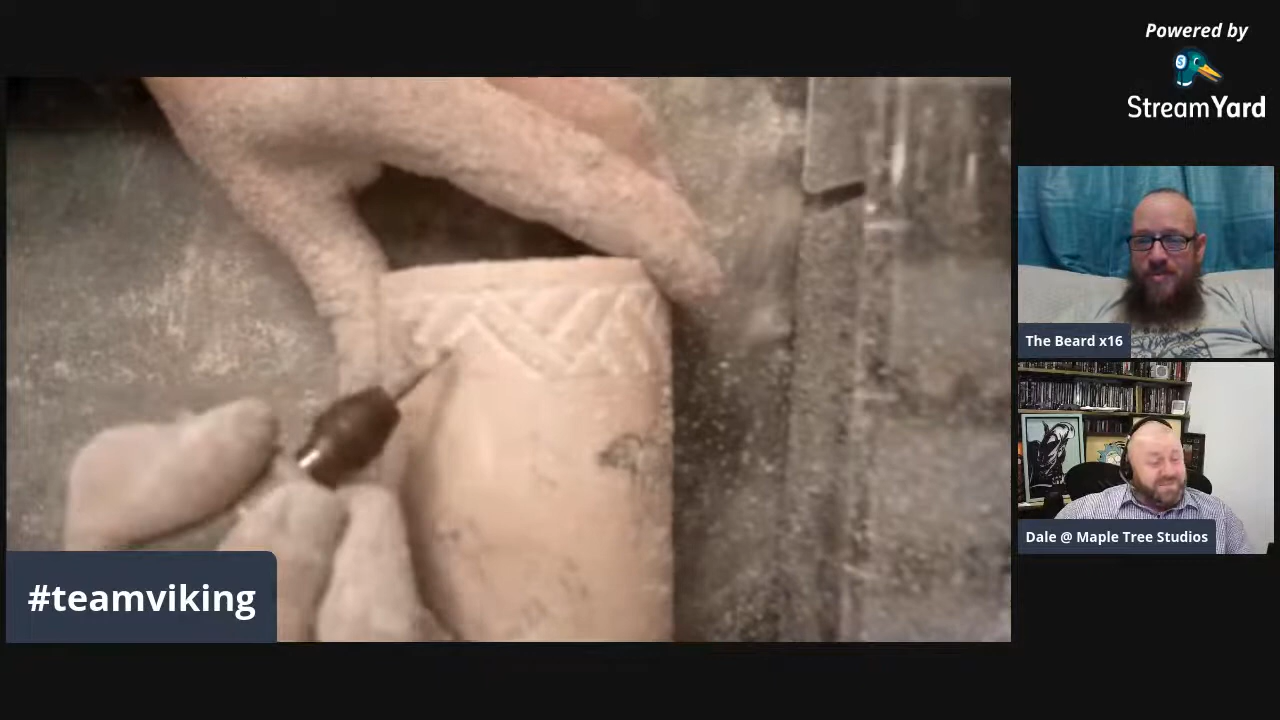 Powered by
StreamYard
The Beard x16
Dale @ Maple Tree Studios
#teamviking